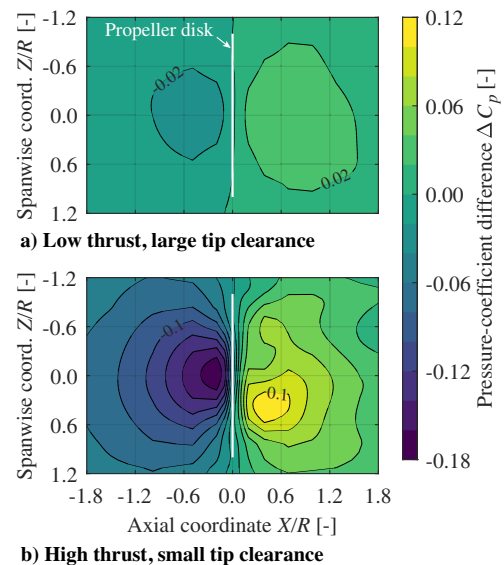 Propeller disk
-1.2
-0.6
0.0
0.6
1.2
Spanwise coord. Z/R [-]
-0.02
0.02
a) Low thrust, large tip clearance
-1.2
-0.6
0.0
0.6
1.2
Spanwise coord. Z/R [-]
-0.1
0.1
-1.8 -1.2 -0.6 0.0 0.6 1.2 1.8
Axial coordinate X/R [-]
b) High thrust, small tip clearance
0.12
0.06
0.00
-0.06
-0.12
-0.18
Pressure-coefficient difference Δ Cp [-]